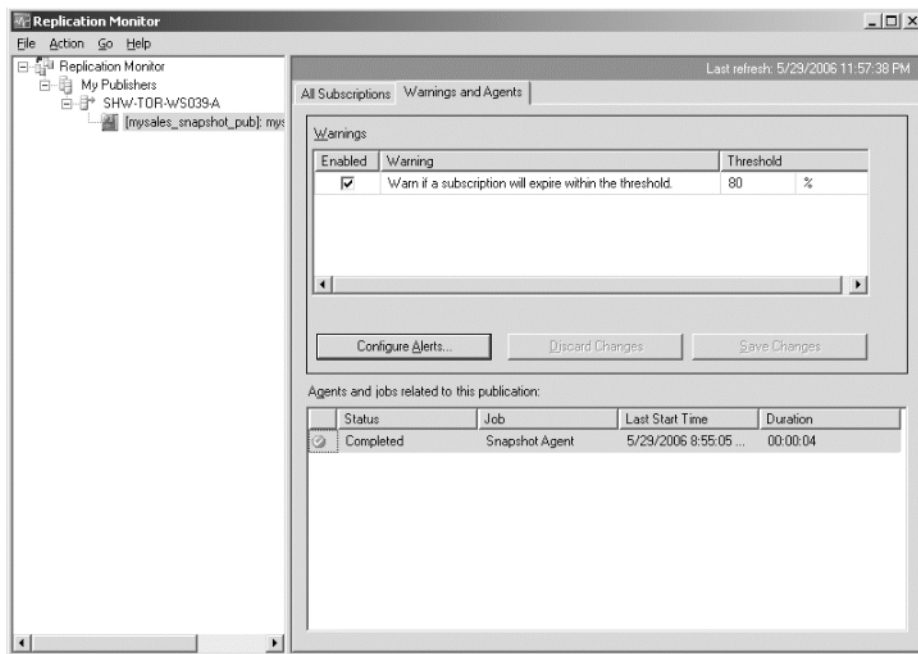 Replication Monitor
File Action Go Help
Replication Monitor
My Publishers
SHW-TOR-WS039-A
[mysales_snapshot_pub]: mys
Last refresh: 5/29/2006 11:57:38 PM
All Subscriptions Warnings and Agents
Warnings
Enabled Warning Threshold
Warn if a subscription will expire within the threshold. 80 %
Configure Alerts... Discard Changes Save Changes
Agents and jobs related to this publication:
Status Job Last Start Time Duration
Completed Snapshot Agent 5/29/2006 8:55:05 ... 00:00:04